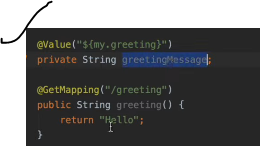 @Value("${my.greeting}")
private String greetingMessage;
@GetMapping("/greeting")
public String greeting() {
return "Hello";
}